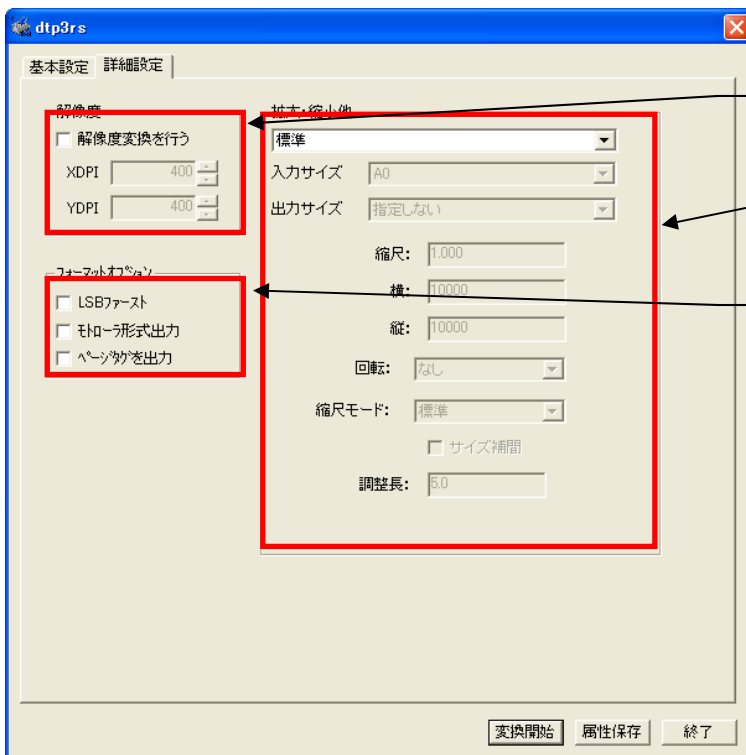 dtp3rs
基本設定 詳細設定
解像度
解像度変換を行う
XDPI 400
YDPI 400
フォーマットオプション
LSBファースト
モトローラ形式出力
ページタグを出力
拡大・縮小他
標準
入力サイズ A0
出力サイズ 指定しない
縮尺: 1.000
横: 10000
縦: 10000
回転: なし
縮尺モード: 標準
サイズ補間
調整長: 5.0
変換開始 属性保存 終了